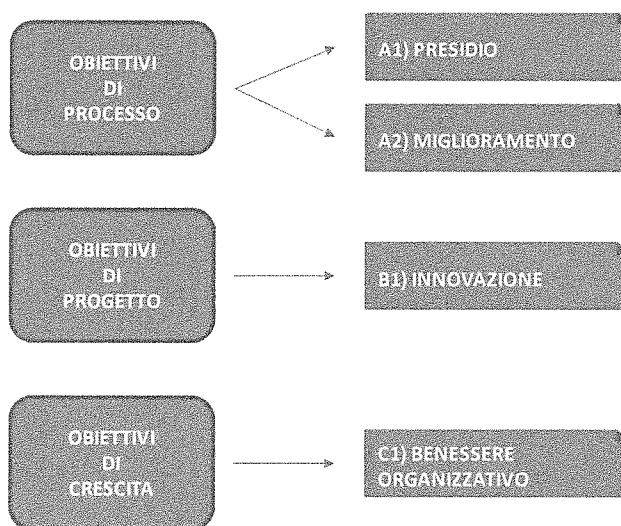 OBIETTIVI
DI
PROCESSO
A1) PRESIDIO
A2) MIGLIORAMENTO
OBIETTIVI
DI
PROGETTO
B1) INNOVAZIONE
OBIETTIVI
DI
CRESCITA
C1) BENESSERE
ORGANIZZATIVO